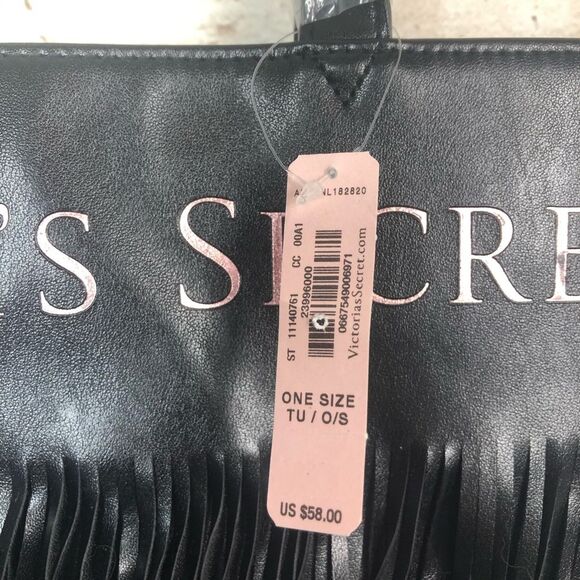 'S SECRE
NL182820
ST 11140761 CC 00A1
23996000
0667549006971
VictoriasSecret.com
ONE SIZE
TU / O/S
US $58.00